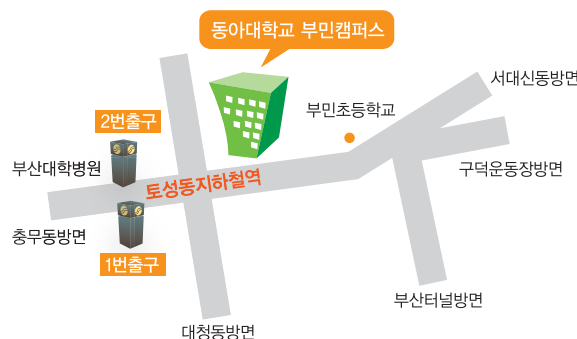 동아대학교 부민캠퍼스
서대신동방면
부민초등학교
2번출구
부산대학병원
구덕운동장방면
토성동지하철역
충무동방면
1번출구
부산터널방면
대청동방면